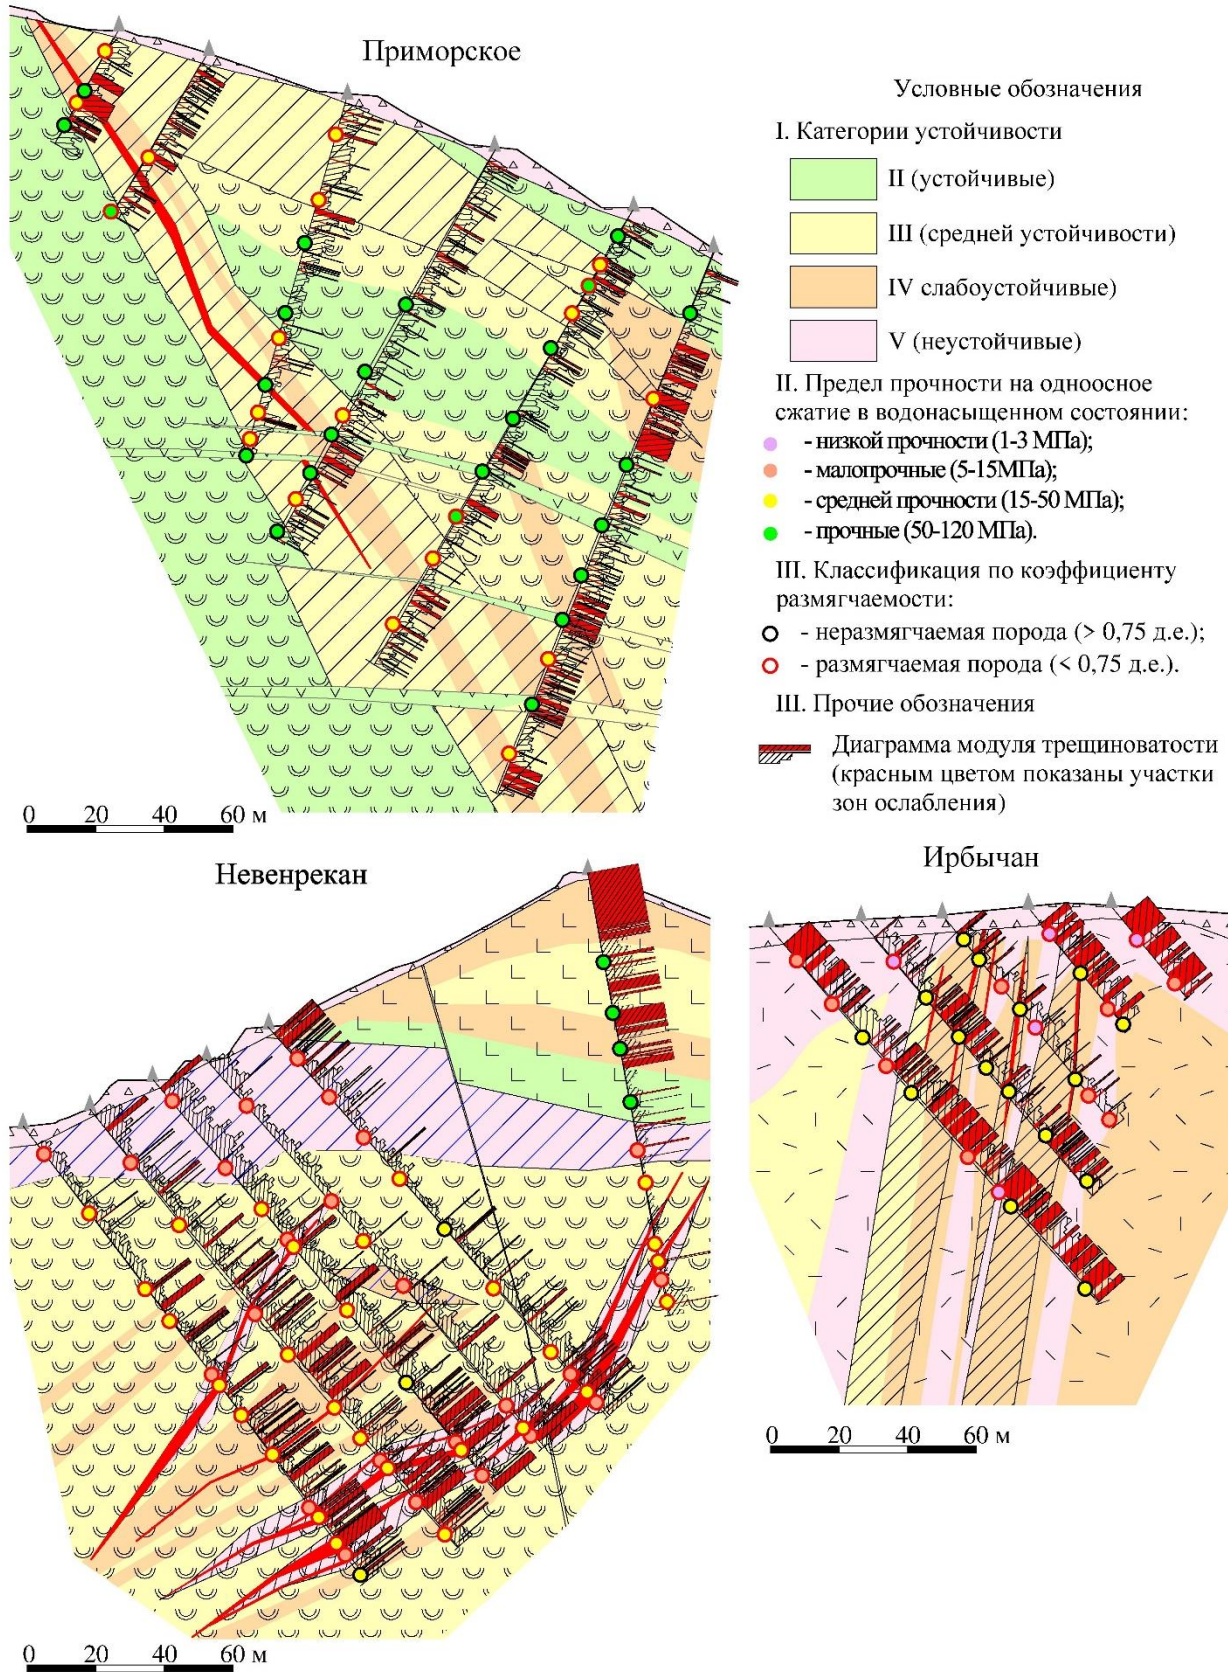 Приморское
Условные обозначения
I. Категории устойчивости
II (устойчивые)
III (средней устойчивости)
IV слабоустойчивые)
V (неустойчивые)
II. Предел прочности на одноосное
сжатие в водонасыщенном состоянии:
- низкой прочности (1-3 МПа);
- малопрочные (5-15МПа);
- средней прочности (15-50 МПа);
- прочные (50-120 МПа).
III. Классификация по коэффициенту
размягчаемости:
- неразмягчаемая порода (> 0,75 д.е.);
- размягчаемая порода (< 0,75 д.е.).
III. Прочие обозначения
Диаграмма модуля трещиноватости
(красным цветом показаны участки
зон ослабления)
0 20 40 60 м
Невенрекан
Ирбычан
0 20 40 60 м
0 20 40 60 м